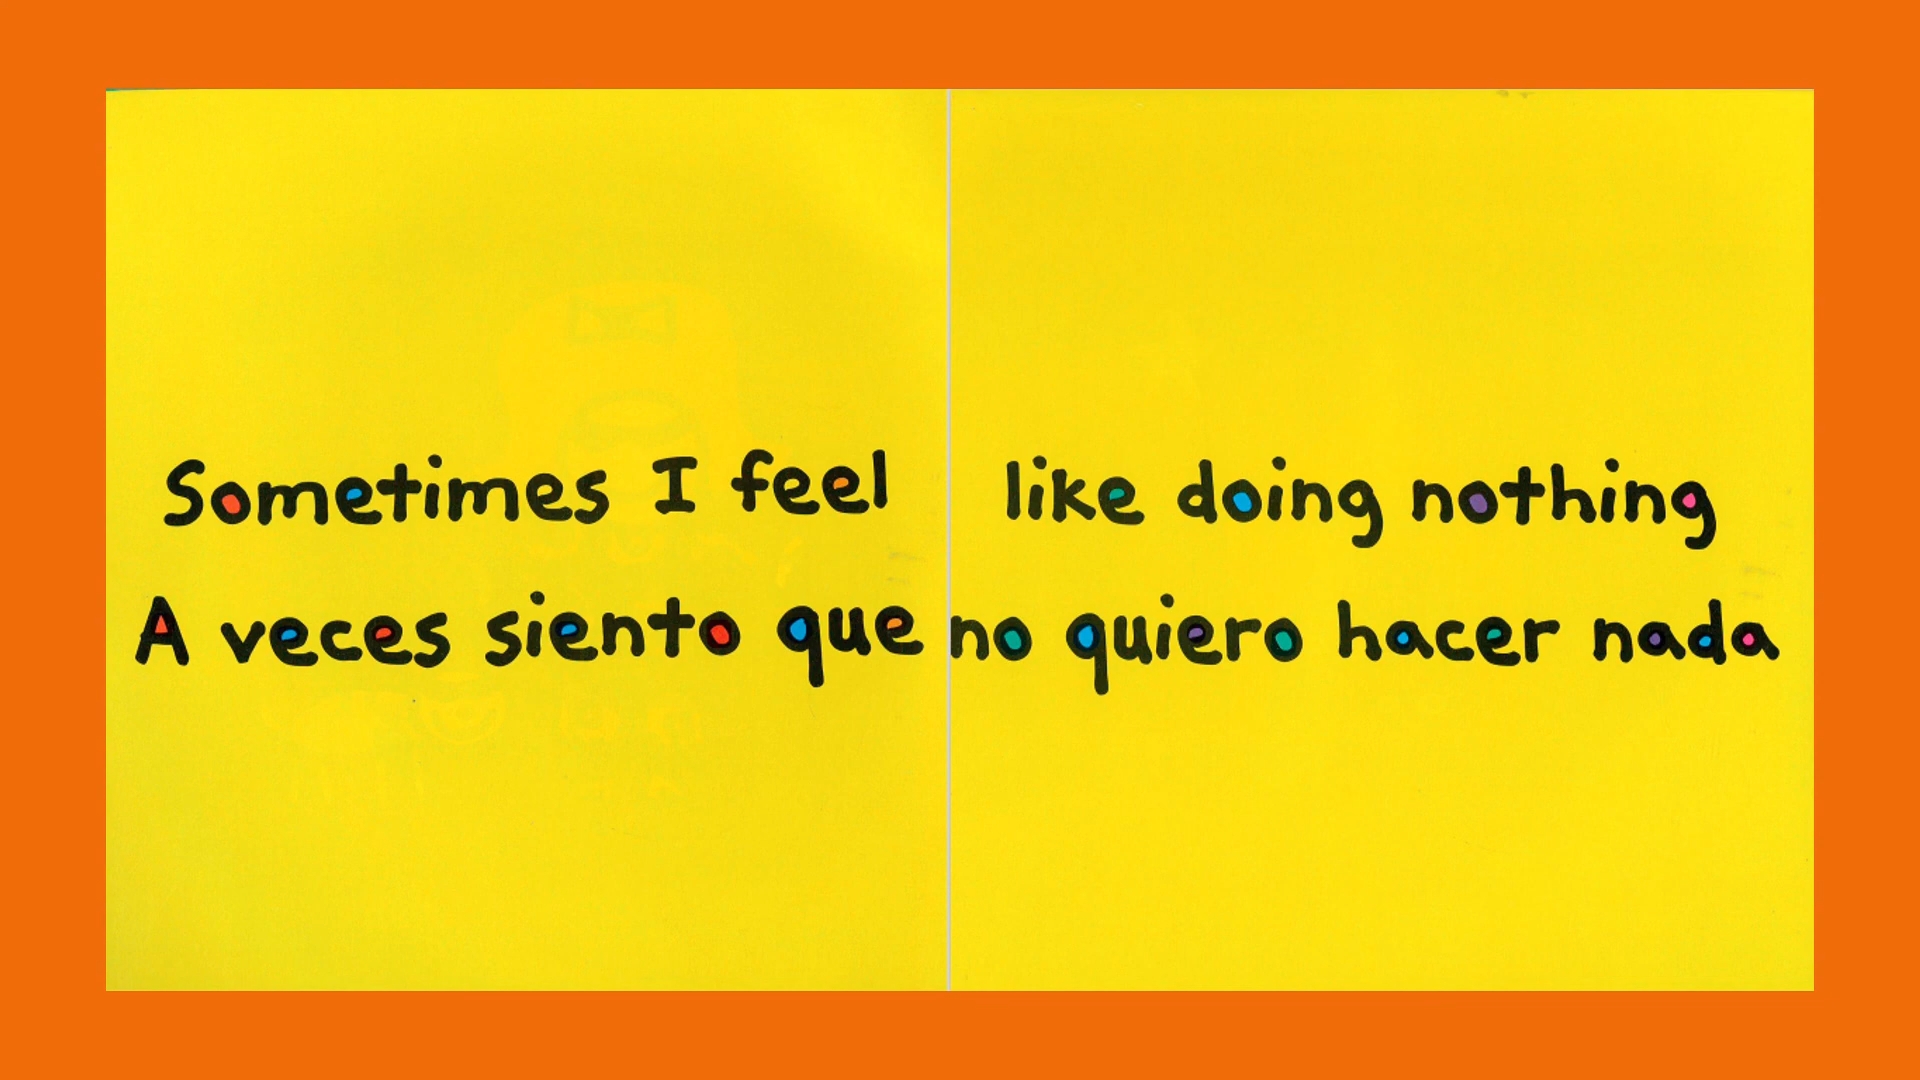 Sometimes I feel like doing nothing
A veces siento que no quiero hacer nada